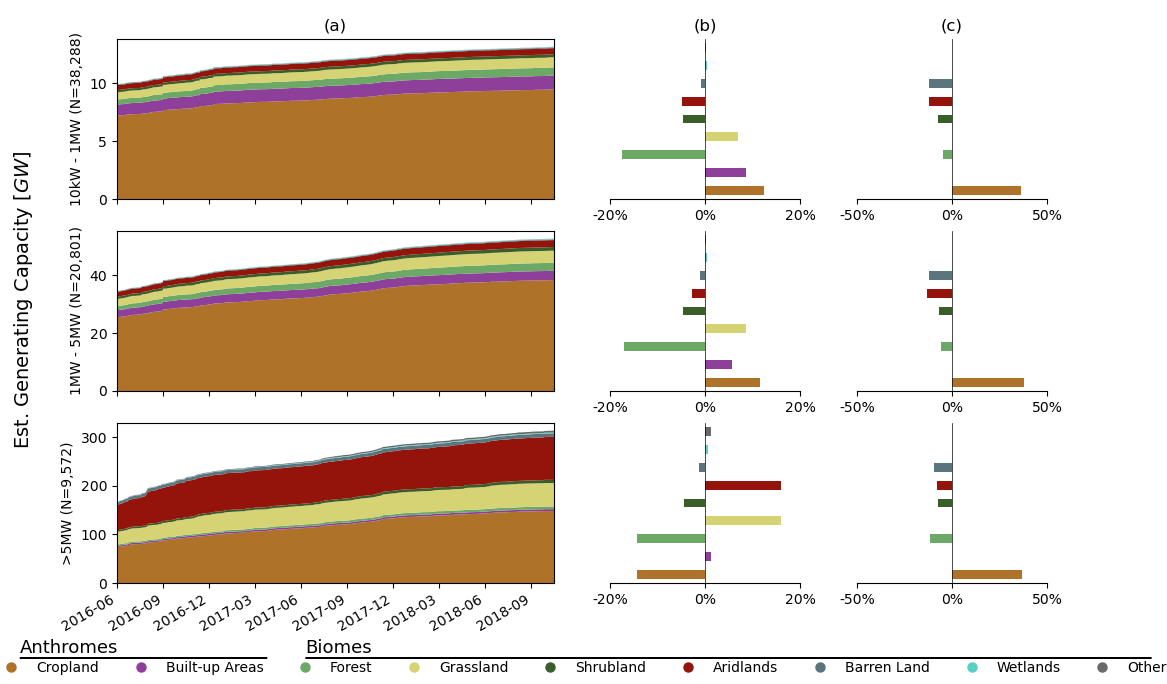 (a)
(b)
(c)
Est. Generating Capacity [GW]
10kW - 1MW (N=38,288)
10
5
0
-20%
0%
20%
-50%
0%
50%
1MW - 5MW (N=20,801)
40
20
0
-20%
0%
20%
-50%
0%
50%
>5MW (N=9,572)
300
200
100
0
2016-06
2016-09
2016-12
2017-03
2017-06
2017-09
2017-12
2018-03
2018-06
2018-09
-20%
0%
20%
-50%
0%
50%
Anthromes
Cropland
Built-up Areas
Biomes
Forest
Grassland
Shrubland
Aridlands
Barren Land
Wetlands
Other